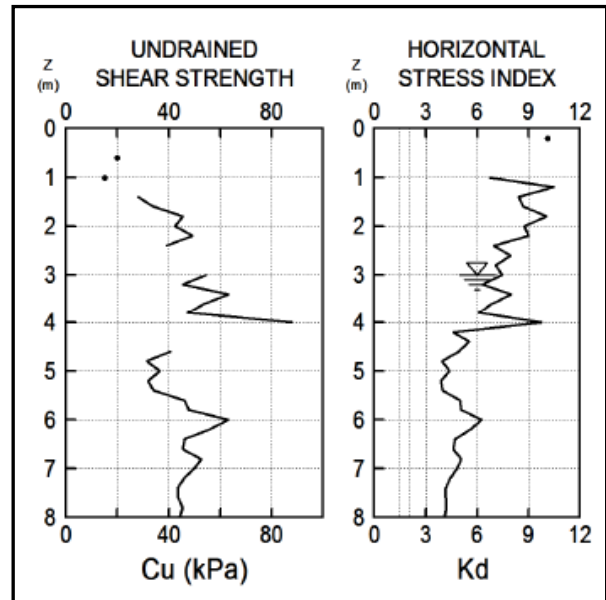 UNDRAINED
SHEAR STRENGTH
Z
(m)
0 40 80
0
1
2
3
4
5
6
7
8
0 40 80
Cu (kPa)
HORIZONTAL
STRESS INDEX
Z
(m)
0 3 6 9 12
0
1
2
3
4
5
6
7
8
0 3 6 9 12
Kd